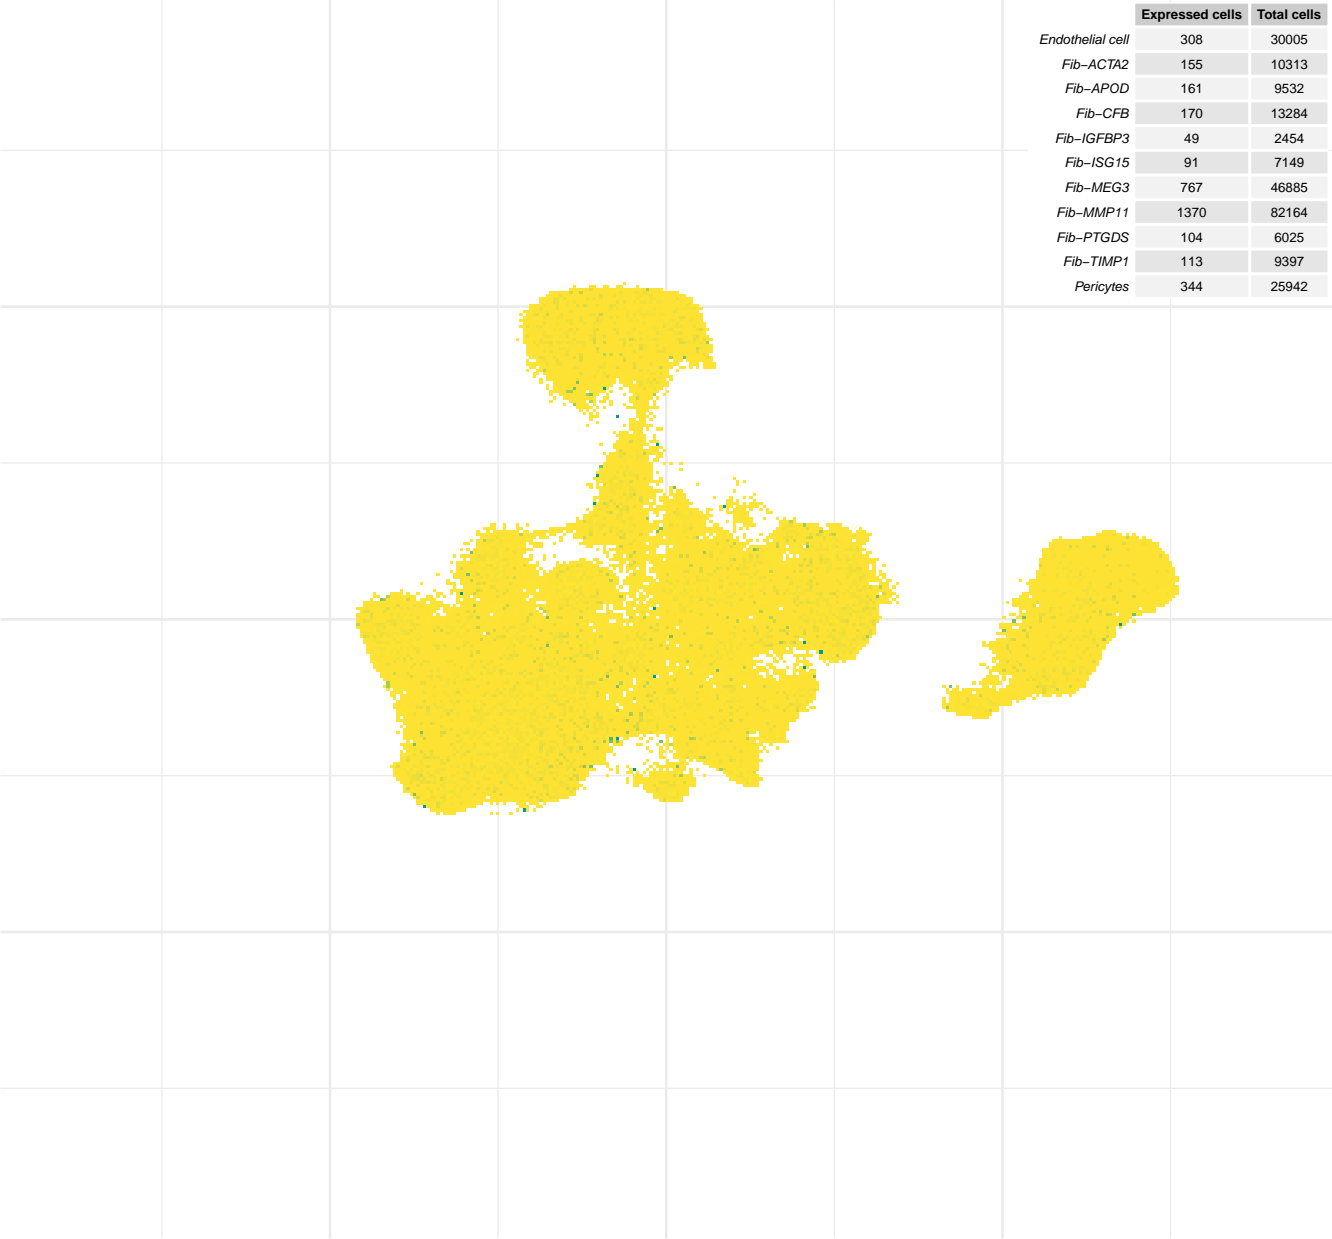 Expressed cells Total cells
Endothelial cell 308 30005
Fib−ACTA2 155 10313
Fib−APOD 161 9532
Fib−CFB 170 13284
Fib−IGFBP3 49 2454
Fib−ISG15 91 7149
Fib−MEG3 767 46885
Fib−MMP11 1370 82164
Fib−PTGDS 104 6025
Fib−TIMP1 113 9397
Pericytes 344 25942